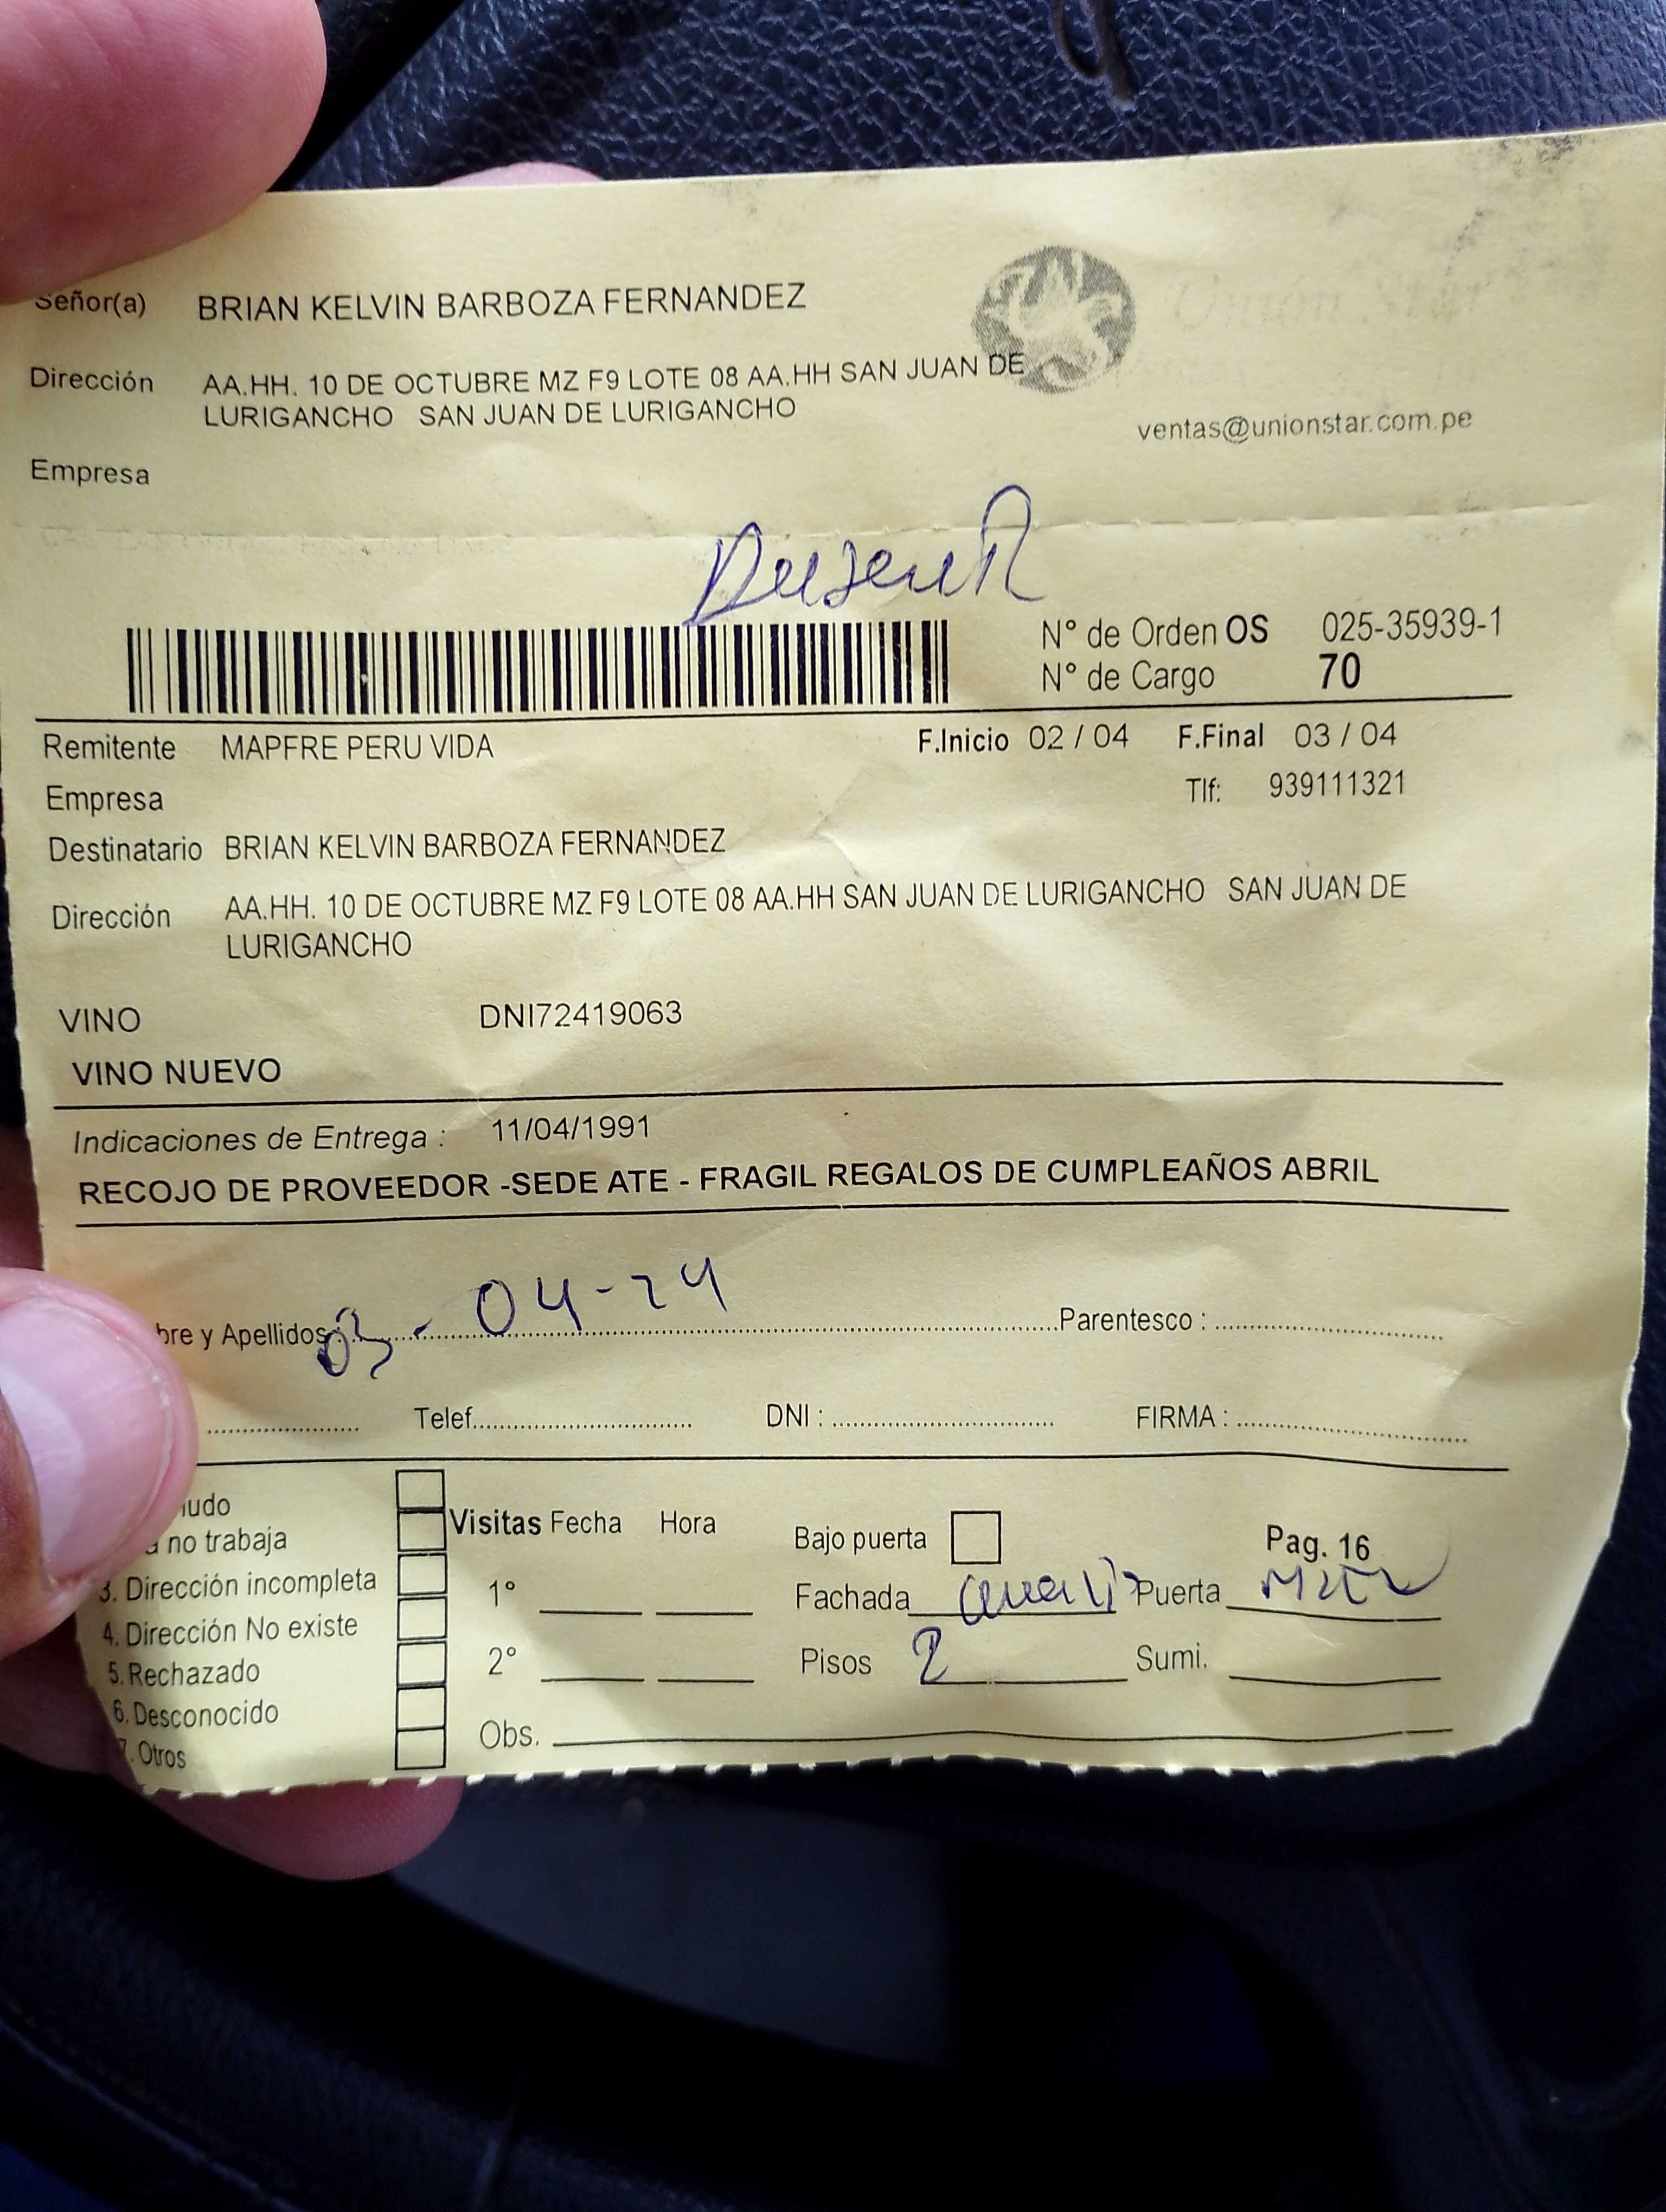 Señor(a) BRIAN KELVIN BARBOZA FERNANDEZ
Unión Star
Dirección AA.HH. 10 DE OCTUBRE MZ F9 LOTE 08 AA.HH SAN JUAN DE
LURIGANCHO SAN JUAN DE LURIGANCHO
ventas@unionstar.com.pe
Empresa
N° de Orden OS 025-35939-1
N° de Cargo 70
Remitente MAPFRE PERU VIDA F.Inicio 02 / 04 F.Final 03 / 04
Empresa Tlf: 939111321
Destinatario BRIAN KELVIN BARBOZA FERNANDEZ
Dirección AA.HH. 10 DE OCTUBRE MZ F9 LOTE 08 AA.HH SAN JUAN DE LURIGANCHO SAN JUAN DE
LURIGANCHO
VINO DNI72419063
VINO NUEVO
Indicaciones de Entrega : 11/04/1991
RECOJO DE PROVEEDOR -SEDE ATE - FRAGIL REGALOS DE CUMPLEAÑOS ABRIL
bre y Apellidos 03 - 04-24 Parentesco :
Telef. DNI : FIRMA :
udo
no trabaja
3. Dirección incompleta
4. Dirección No existe
5. Rechazado
6. Desconocido
7. Otros
Visitas Fecha Hora
1°
2°
Obs.
Bajo puerta Pag. 16
Fachada Puerta
Pisos 2 Sumi.